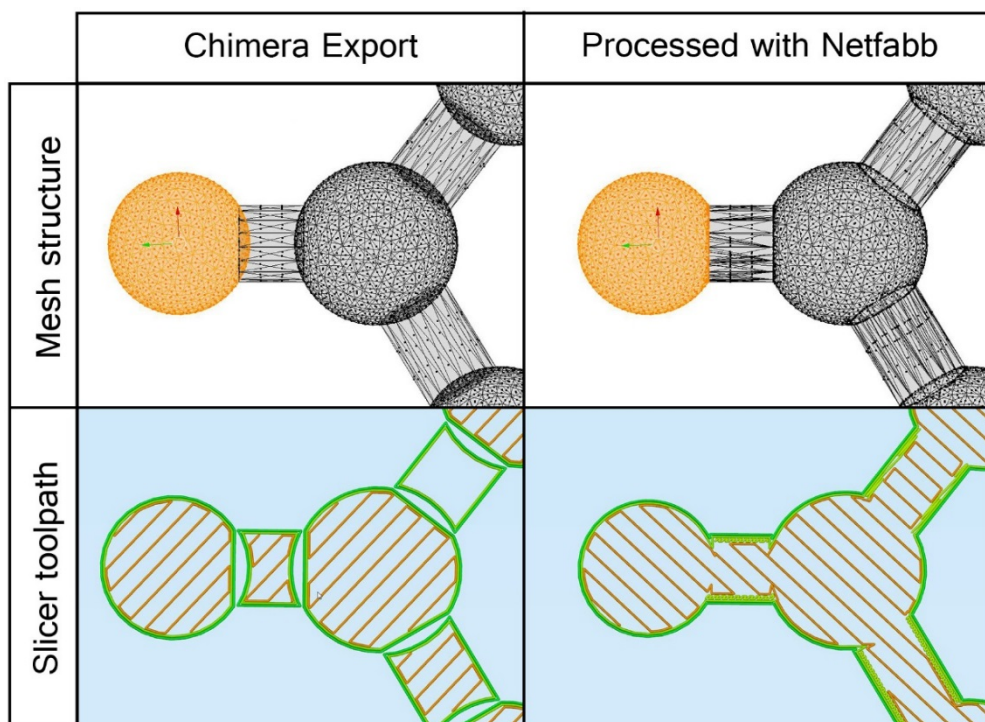 Chimera Export
Processed with Netfabb
Mesh structure
Slicer toolpath